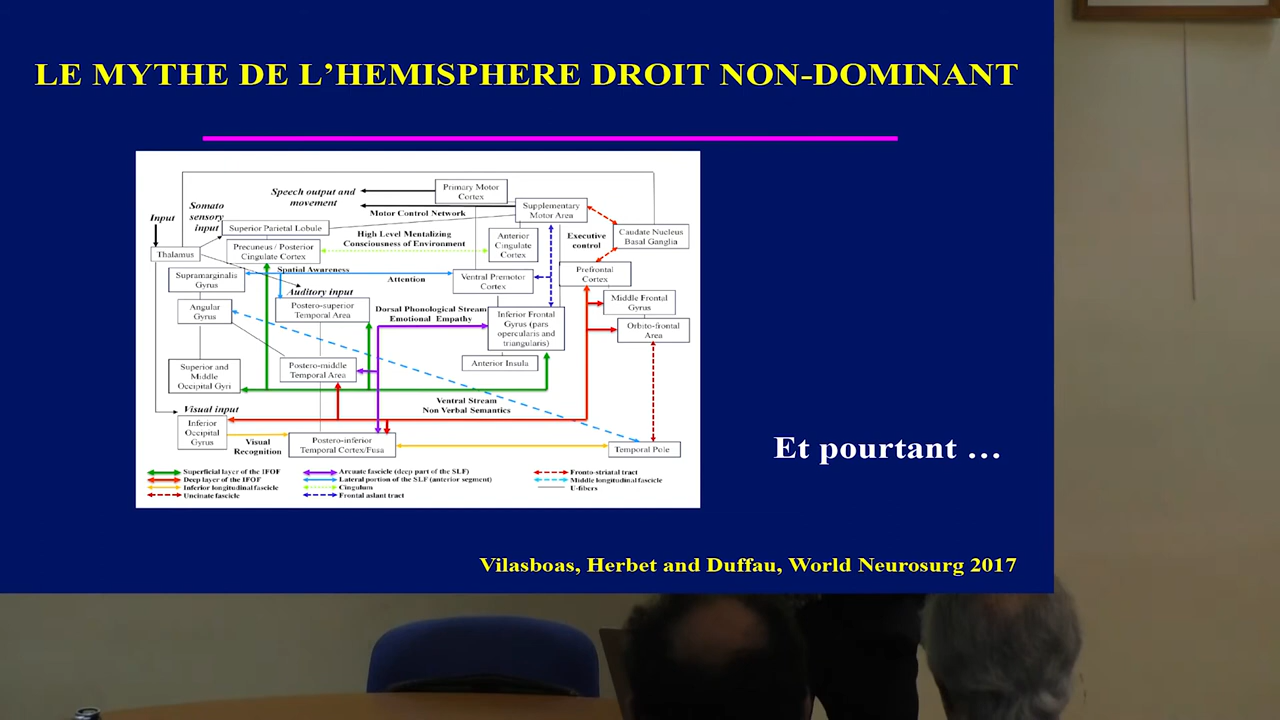 LE MYTHE DE L’HEMISPHERE DROIT NON-DOMINANT
Primary Motor
Cortex
Speech output and
movement
Motor Control Network
Supplementary
Motor Area
Input
Somato
sensory
input
Superior Parietal Lobule
High Level Mentalizing
Consciousness of Environment
Anterior
Cingulate
Cortex
Executive
control
Caudate Nucleus
Basal Ganglia
Thalamus
Precuneus / Posterior
Cingulate Cortex
Spatial Awareness
Attention
Ventral Premotor
Cortex
Prefrontal
Cortex
Supramarginalis
Gyrus
Auditory input
Middle Frontal
Gyrus
Angular
Gyrus
Postero-superior
Temporal Area
Dorsal Phonological Stream
Emotional Empathy
Inferior Frontal
Gyrus (pars
opercularis and
triangularis)
Orbito-frontal
Area
Superior and
Middle
Occipital Gyri
Postero-middle
Temporal Area
Anterior Insula
Ventral Stream
Non Verbal Semantics
Visual input
Inferior
Occipital
Gyrus
Visual
Recognition
Postero-inferior
Temporal Cortex/Fusa
Temporal Pole
Superficial layer of the IFOF
Deep layer of the IFOF
Inferior longitudinal fascicle
Uncinate fascicle
Arcuate fascicle (deep part of the SLF)
Lateral portion of the SLF (anterior segment)
Cingulum
Frontal aslant tract
Fronto-striatal tract
Middle longitudinal fascicle
U-fibers
Et pourtant …
Vilasboas, Herbet and Duffau, World Neurosurg 2017